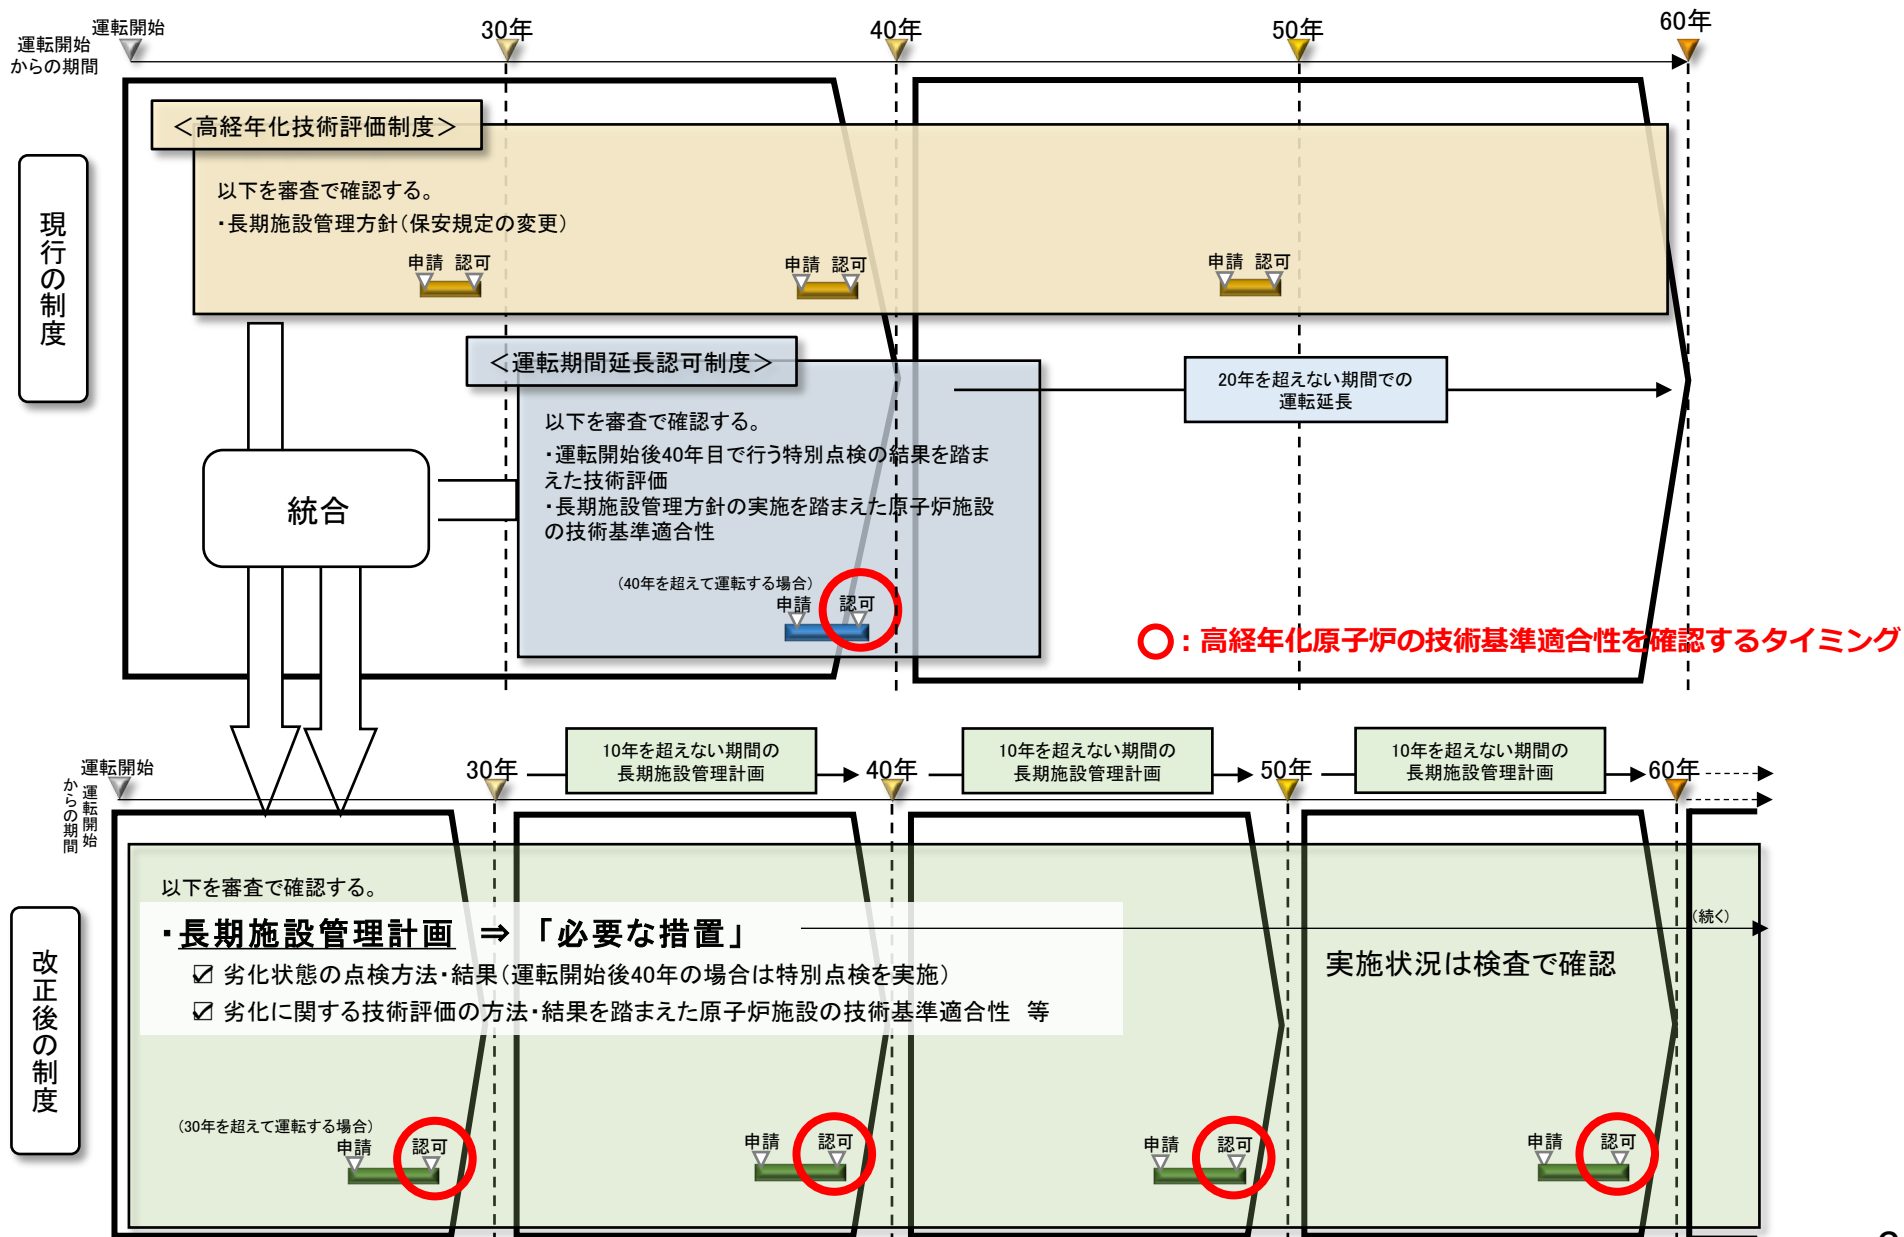 運転開始
30年
40年
50年
60年
運転開始
からの期間
現行の制度
＜高経年化技術評価制度＞
以下を審査で確認する。
・長期施設管理方針（保安規定の変更）
申請 認可
申請 認可
申請 認可
＜運転期間延長認可制度＞
以下を審査で確認する。
・運転開始後40年目で行う特別点検の結果を踏ま
えた技術評価
・長期施設管理方針の実施を踏まえた原子炉施設
の技術基準適合性
（40年を超えて運転する場合）
申請 認可
20年を超えない期間での
運転延長
統合
：高経年化原子炉の技術基準適合性を確認するタイミング
運転開始
運転開始
からの期間
30年
10年を超えない期間の
長期施設管理計画
40年
10年を超えない期間の
長期施設管理計画
50年
10年を超えない期間の
長期施設管理計画
60年
改正後の制度
以下を審査で確認する。
・長期施設管理計画 ⇒ 「必要な措置」
☑ 劣化状態の点検方法・結果（運転開始後40年の場合は特別点検を実施）
☑ 劣化に関する技術評価の方法・結果を踏まえた原子炉施設の技術基準適合性 等
（続く）
実施状況は検査で確認
（30年を超えて運転する場合）
申請 認可
申請 認可
申請 認可
申請 認可